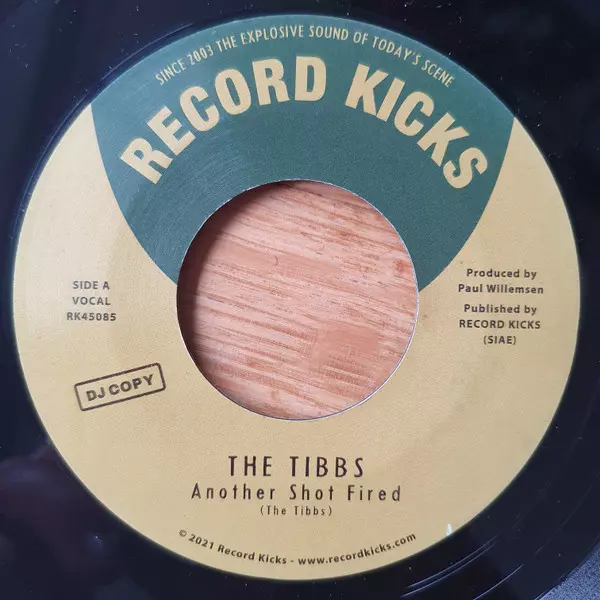 SINCE 2003 THE EXPLOSIVE SOUND OF TODAY'S SCENE
RECORD KICKS
SIDE A
VOCAL
RK45085
Produced by
Paul Willemsen
Published by
RECORD KICKS
(SIAE)
DJ COPY
THE TIBBS
Another Shot Fired
(The Tibbs)
© 2021 Record Kicks - www.recordkicks.com